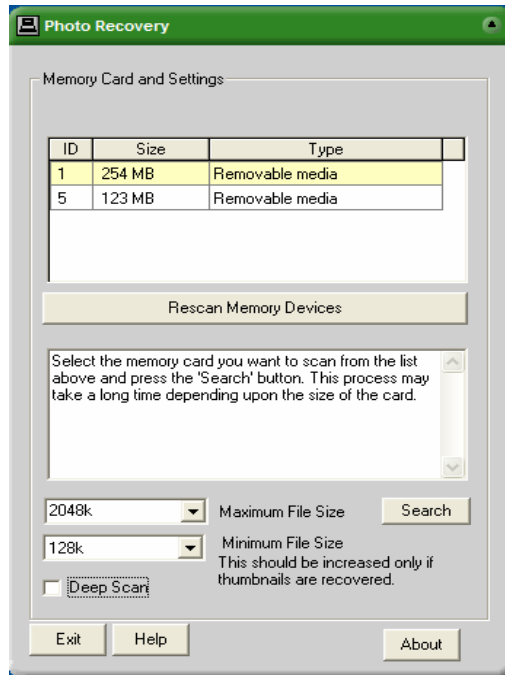 Photo Recovery
Memory Card and Settings
ID Size Type
1 254 MB Removable media
5 123 MB Removable media
Rescan Memory Devices
Select the memory card you want to scan from the list
above and press the 'Search' button. This process may
take a long time depending upon the size of the card.
2048k Maximum File Size Search
128k Minimum File Size
This should be increased only if
thumbnails are recovered.
Deep Scan
Exit Help About